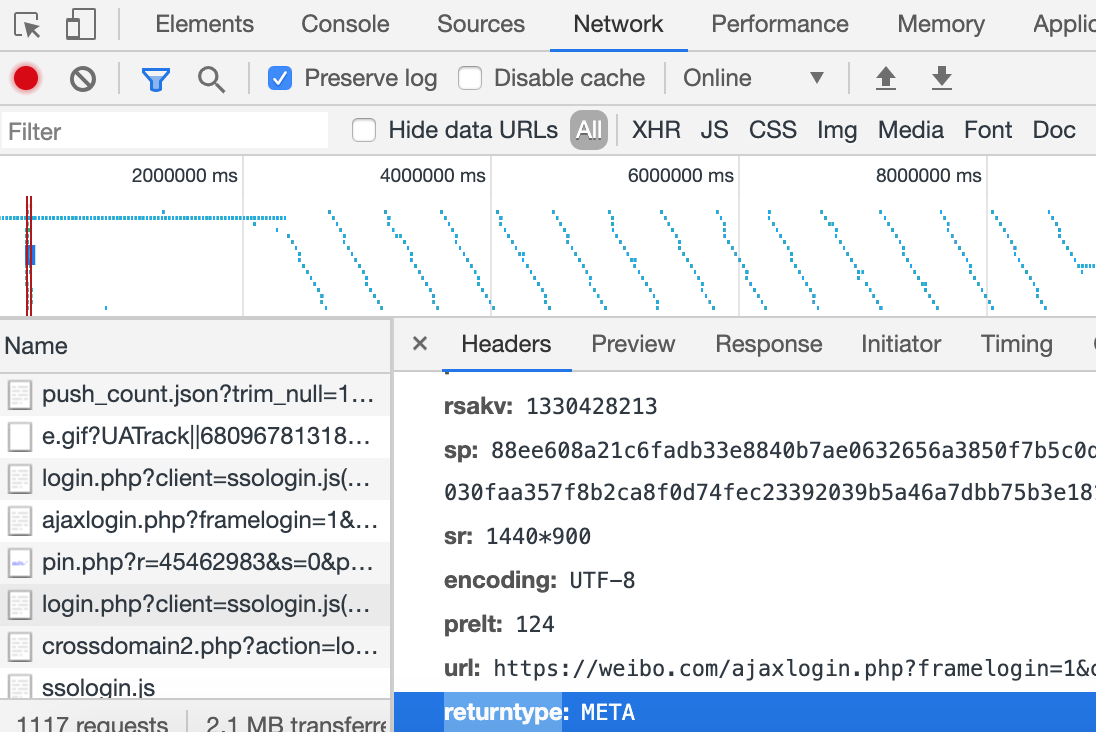 Elements Console Sources Network Performance Memory Applic
Preserve log Disable cache Online
Filter Hide data URLs All XHR JS CSS Img Media Font Doc
2000000 ms 4000000 ms 6000000 ms 8000000 ms
Name
× Headers Preview Response Initiator Timing
push_count.json?trim_null=1…
e.gif?UATrack||68096781318…
login.php?client=ssologin.js(…
ajaxlogin.php?framelogin=1&…
pin.php?r=45462983&s=0&p…
login.php?client=ssologin.js(…
crossdomain2.php?action=lo…
ssologin.js
1117 requests 2.1 MB transferre
rsakv: 1330428213
sp: 88ee608a21c6fadb33e8840b7ae0632656a3850f7b5c0d
030faa357f8b2ca8f0d74fec23392039b5a46a7dbb75b3e181
sr: 1440*900
encoding: UTF-8
prelt: 124
url: https://weibo.com/ajaxlogin.php?framelogin=1&c
returntype: META